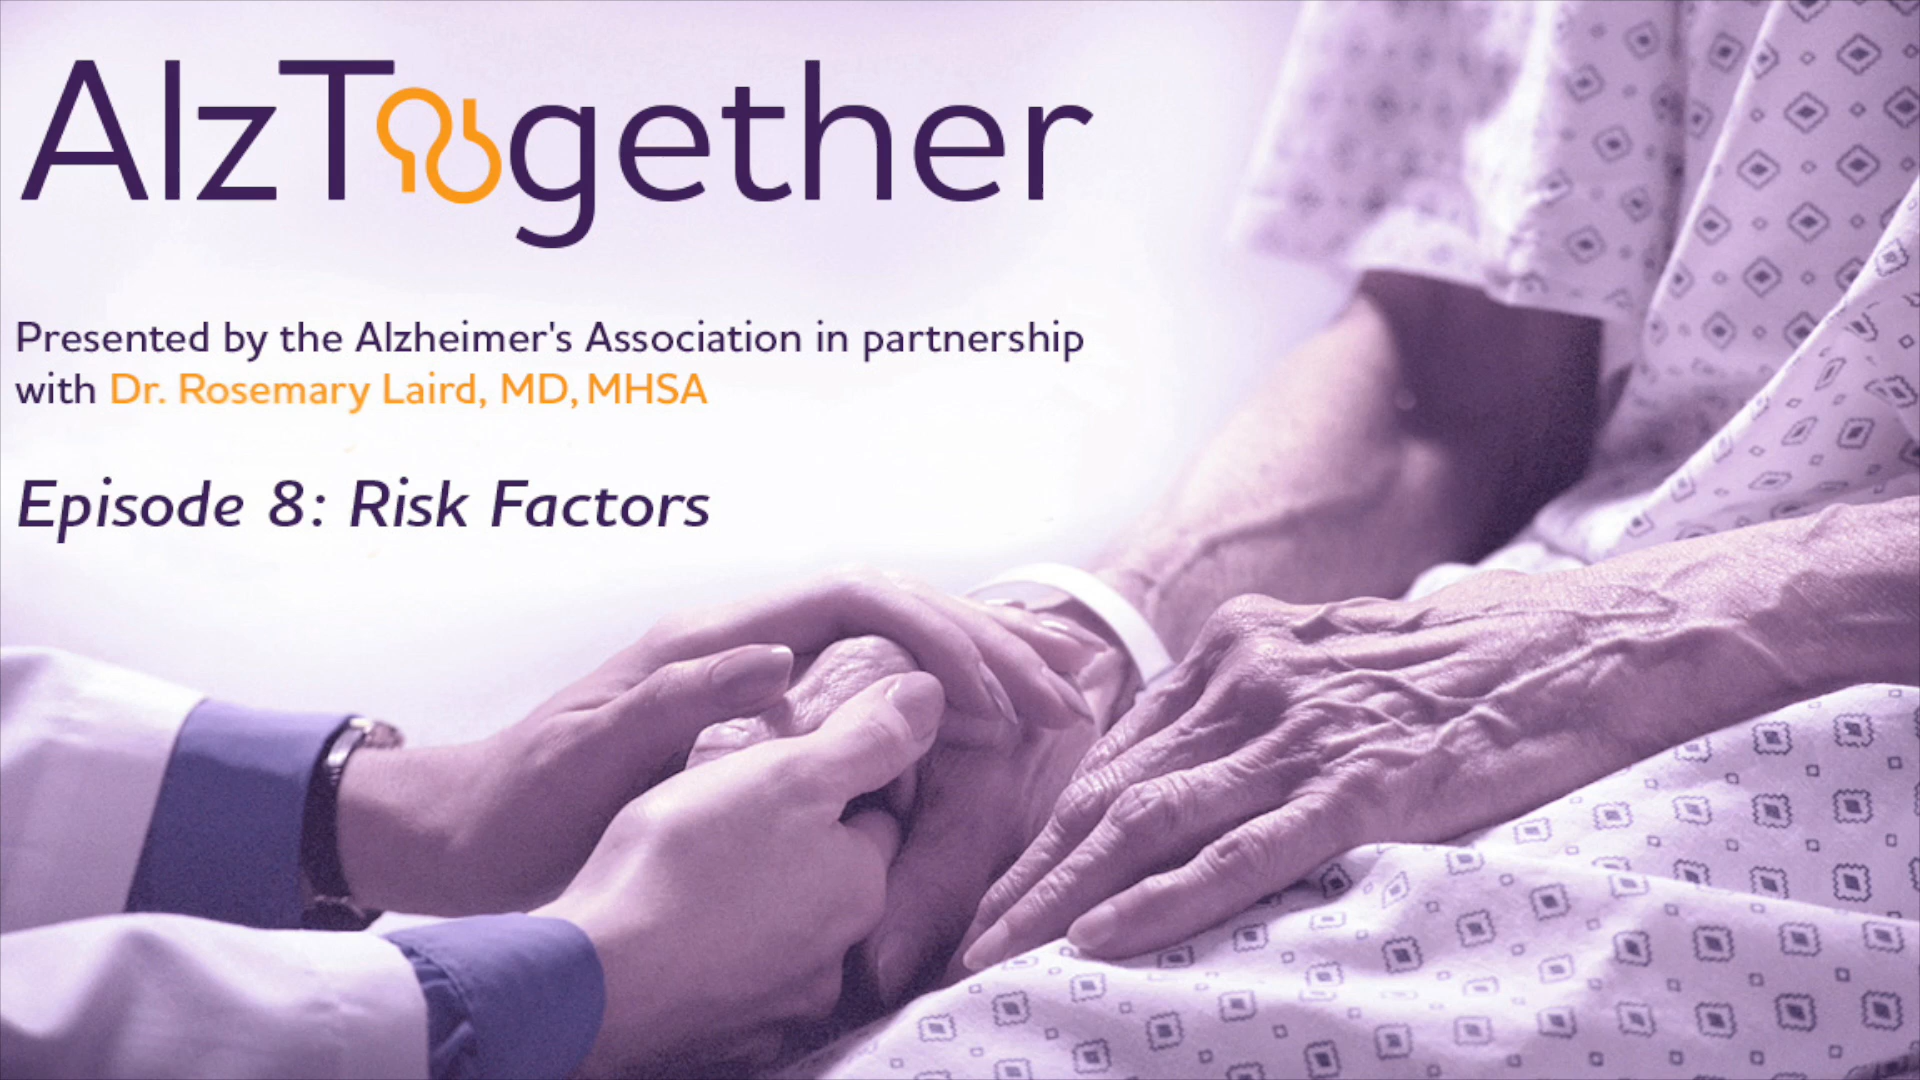 AlzTogether
Presented by the Alzheimer's Association in partnership
with Dr. Rosemary Laird, MD, MHSA
Episode 8: Risk Factors